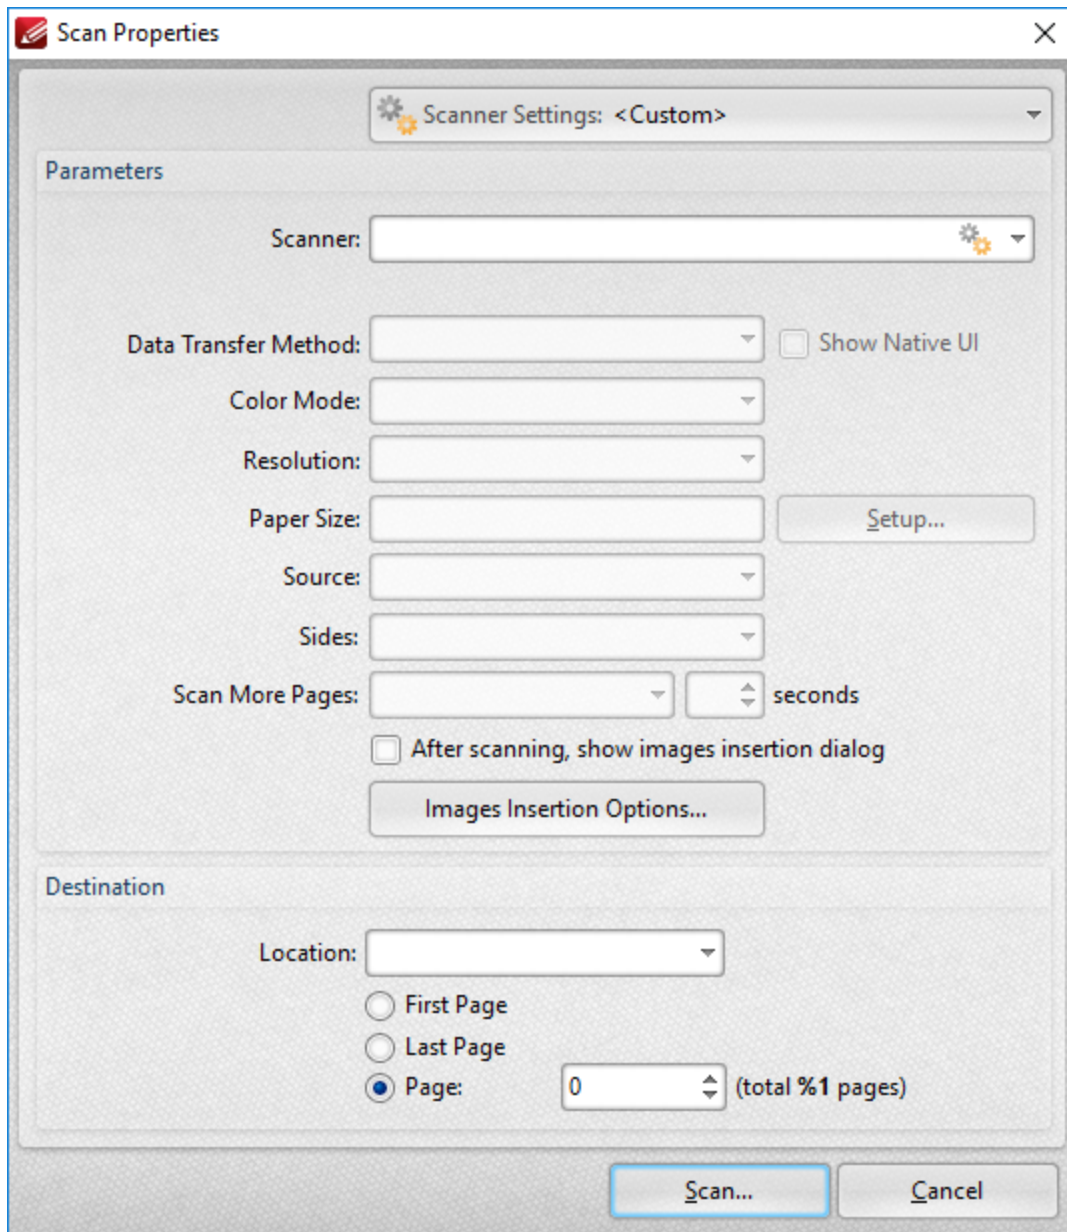 Scan Properties
Scanner Settings: <Custom>
Parameters
Scanner:
Data Transfer Method:
Show Native UI
Color Mode:
Resolution:
Paper Size:
Setup...
Source:
Sides:
Scan More Pages:
seconds
After scanning, show images insertion dialog
Images Insertion Options...
Destination
Location:
First Page
Last Page
Page: 0 (total %1 pages)
Scan... Cancel